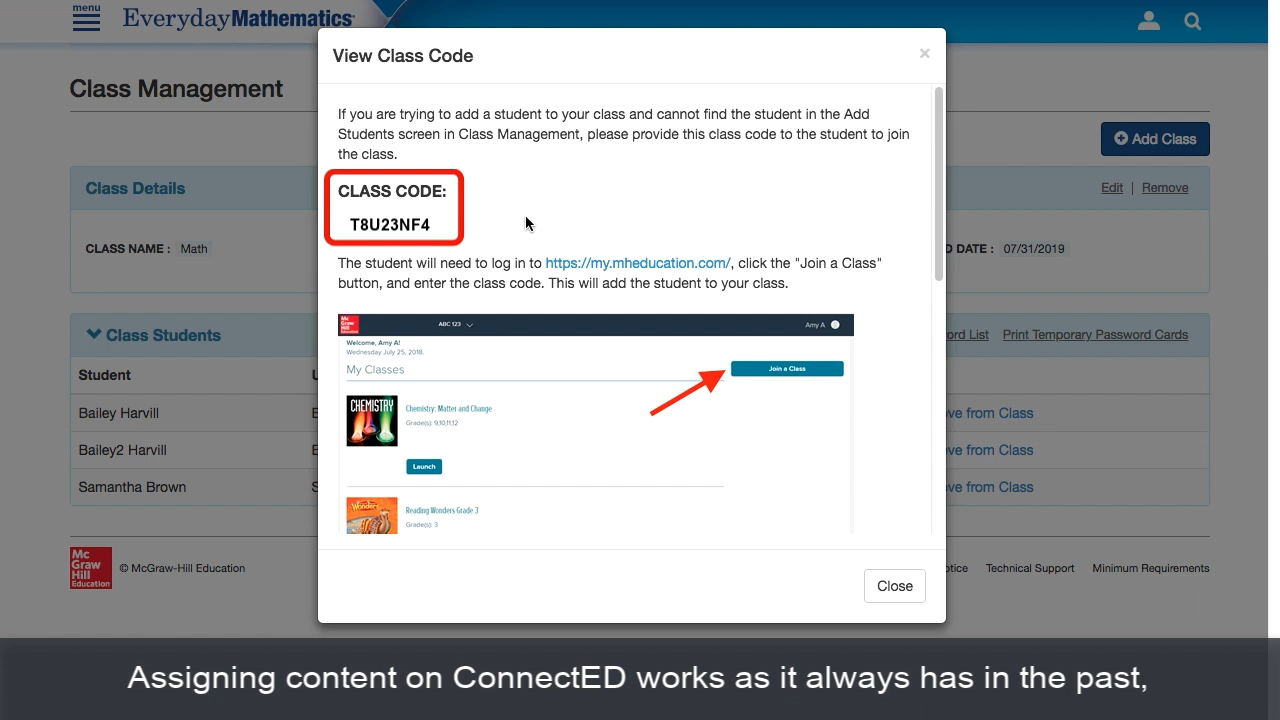 menu
EverydayMathematics
View Class Code
×
Class Management
If you are trying to add a student to your class and cannot find the student in the Add
Students screen in Class Management, please provide this class code to the student to join
the class.
Add Class
CLASS CODE:
T8U23NF4
Class Details
Edit | Remove
CLASS NAME : Math
D DATE : 07/31/2019
The student will need to log in to https://my.mheducation.com/, click the "Join a Class"
button, and enter the class code. This will add the student to your class.
Mc
Graw
Hill
Education
ABC 123
Amy A
Welcome, Amy A!
Wednesday July 25, 2018.
My Classes
Join a Class
CHEMISTRY
Chemistry: Matter and Change
Grade(s): 9,10,11,12
Launch
Wonders
Reading Wonders Grade 3
Grade(s): 3
Class Students
ord List Print Temporary Password Cards
Student
Bailey Harvill B ve from Class
Bailey2 Harvill B ve from Class
Samantha Brown S ve from Class
Mc
Graw
Hill
Education
© McGraw-Hill Education
otice Technical Support Minimum Requirements
Close
Assigning content on ConnectED works as it always has in the past,